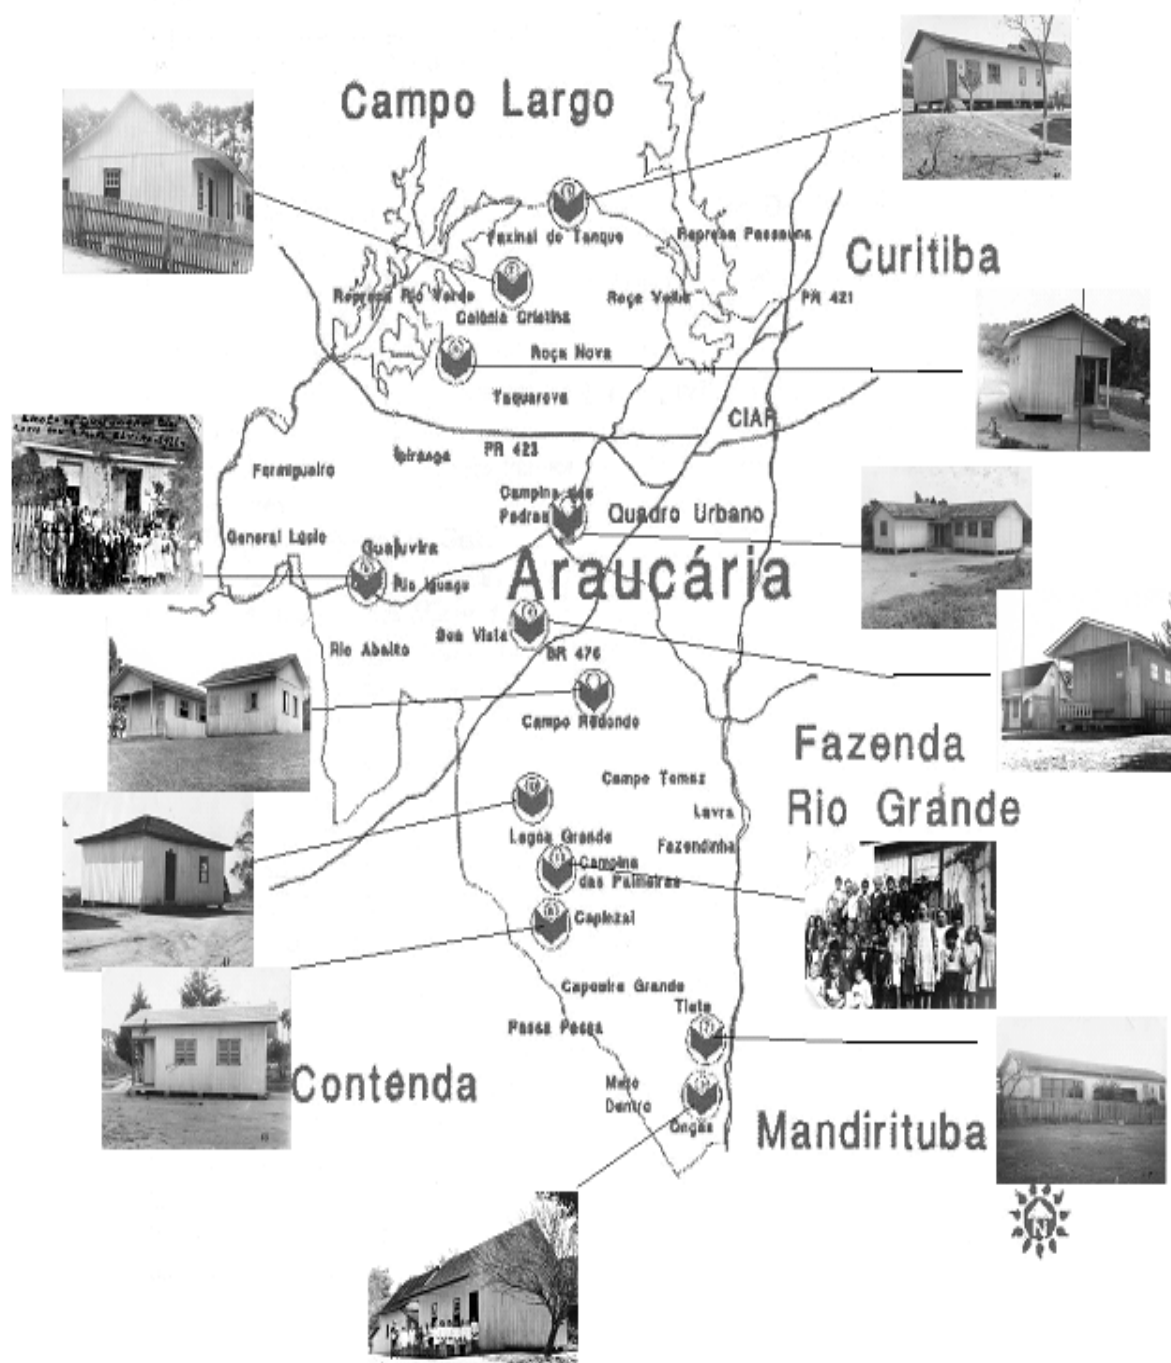 Campo Largo
Faxinal do Tanque
Represa Passauna
Curitiba
Represa Rio Verde
Roça Velha
PR 421
Colônia Cristina
Roça Nova
Taquarova
CIAR
Ipiranga
PR 423
Formigueiro
Campina das
Pedras
Quadro Urbano
General Lúcio
Guajuvira
Rio Iguaçu
Araucária
Boa Vista
Rio Abaixo
BR 476
Campo Redondo
Fazenda
Rio Grande
Campo Tomaz
Lavra
Lagoa Grande
Fazendinha
Campina
das Palmeiras
Capinzal
Capoeira Grande
Tiete
Passa Passa
Contenda
Mato
Dentro
Onças
Mandirituba
N